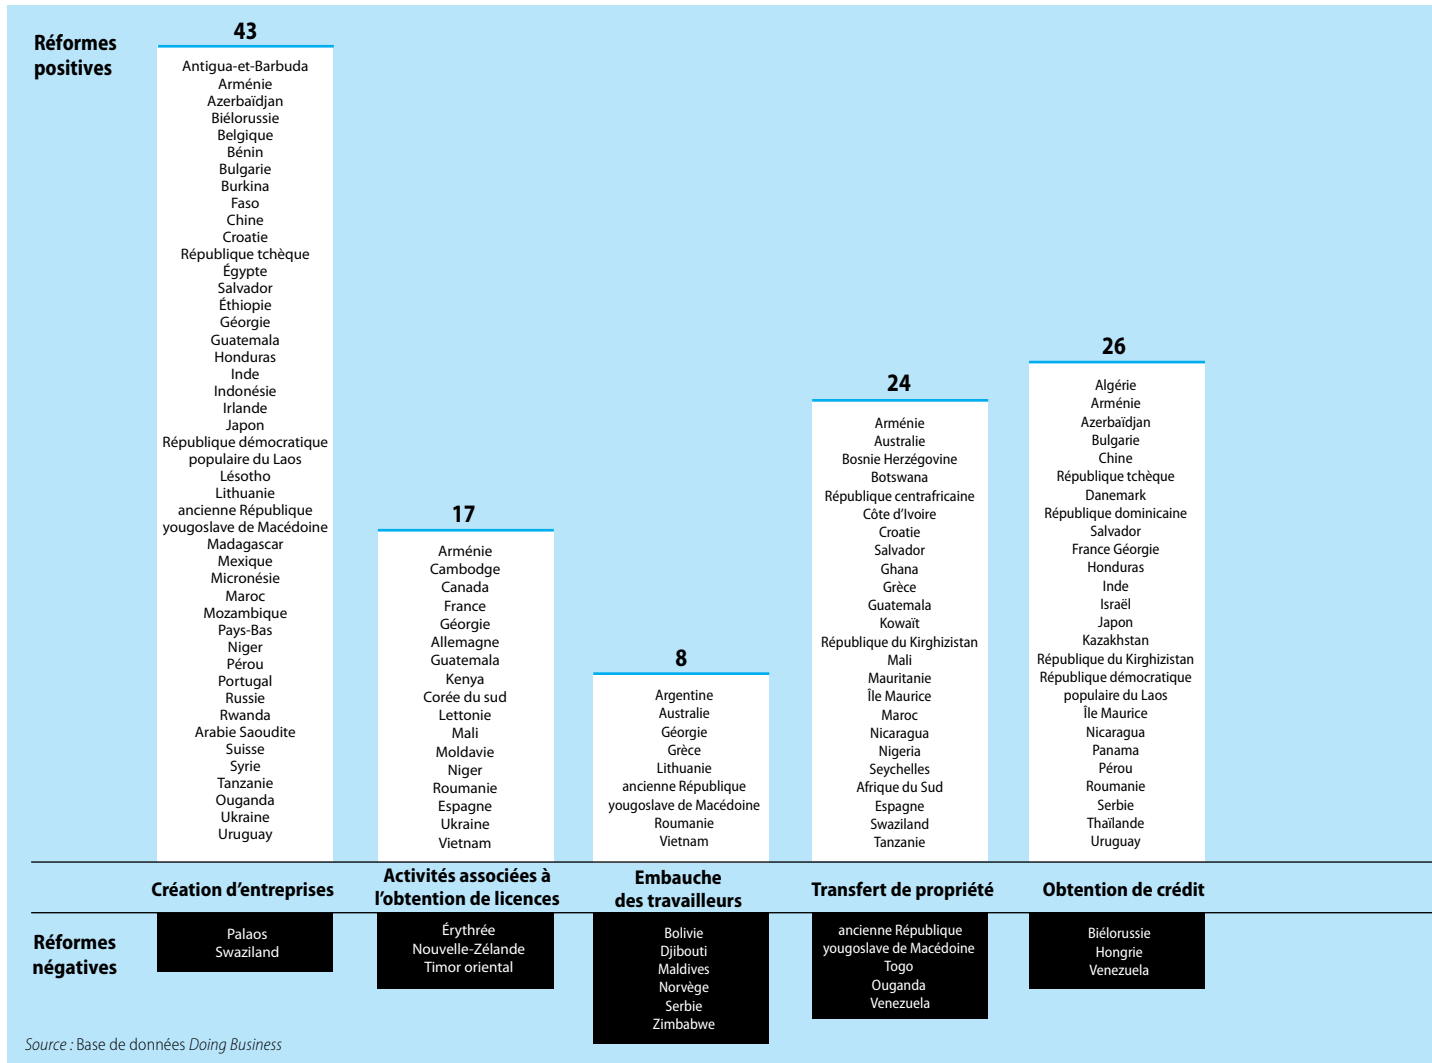 Réformes
positives
43
Antigua-et-Barbuda
Arménie
Azerbaïdjan
Biélorussie
Belgique
Bénin
Bulgarie
Burkina
Faso
Chine
Croatie
République tchèque
Égypte
Salvador
Éthiopie
Géorgie
Guatemala
Honduras
Inde
Indonésie
Irlande
Japon
République démocratique
populaire du Laos
Lésotho
Lithuanie
ancienne République
yougoslave de Macédoine
Madagascar
Mexique
Micronésie
Maroc
Mozambique
Pays-Bas
Niger
Pérou
Portugal
Russie
Rwanda
Arabie Saoudite
Suisse
Syrie
Tanzanie
Ouganda
Ukraine
Uruguay
17
Arménie
Cambodge
Canada
France
Géorgie
Allemagne
Guatemala
Kenya
Corée du sud
Lettonie
Mali
Moldavie
Niger
Roumanie
Espagne
Ukraine
Vietnam
8
Argentine
Australie
Géorgie
Grèce
Lithuanie
ancienne République
yougoslave de Macédoine
Roumanie
Vietnam
24
Arménie
Australie
Bosnie Herzégovine
Botswana
République centrafricaine
Côte d'Ivoire
Croatie
Salvador
Ghana
Grèce
Guatemala
Kowaït
République du Kirghizistan
Mali
Mauritanie
Île Maurice
Maroc
Nicaragua
Nigeria
Seychelles
Afrique du Sud
Espagne
Swaziland
Tanzanie
26
Algérie
Arménie
Azerbaïdjan
Bulgarie
Chine
République tchèque
Danemark
République dominicaine
Salvador
France Géorgie
Honduras
Inde
Israël
Japon
Kazakhstan
République du Kirghizistan
République démocratique
populaire du Laos
Île Maurice
Nicaragua
Panama
Pérou
Roumanie
Serbie
Thaïlande
Uruguay
Création d'entreprises
Activités associées à
l'obtention de licences
Embauche
des travailleurs
Transfert de propriété
Obtention de crédit
Réformes
négatives
Palaos
Swaziland
Érythrée
Nouvelle-Zélande
Timor oriental
Bolivie
Djibouti
Maldives
Norvège
Serbie
Zimbabwe
ancienne République
yougoslave de Macédoine
Togo
Ouganda
Venezuela
Biélorussie
Hongrie
Venezuela
Source : Base de données Doing Business